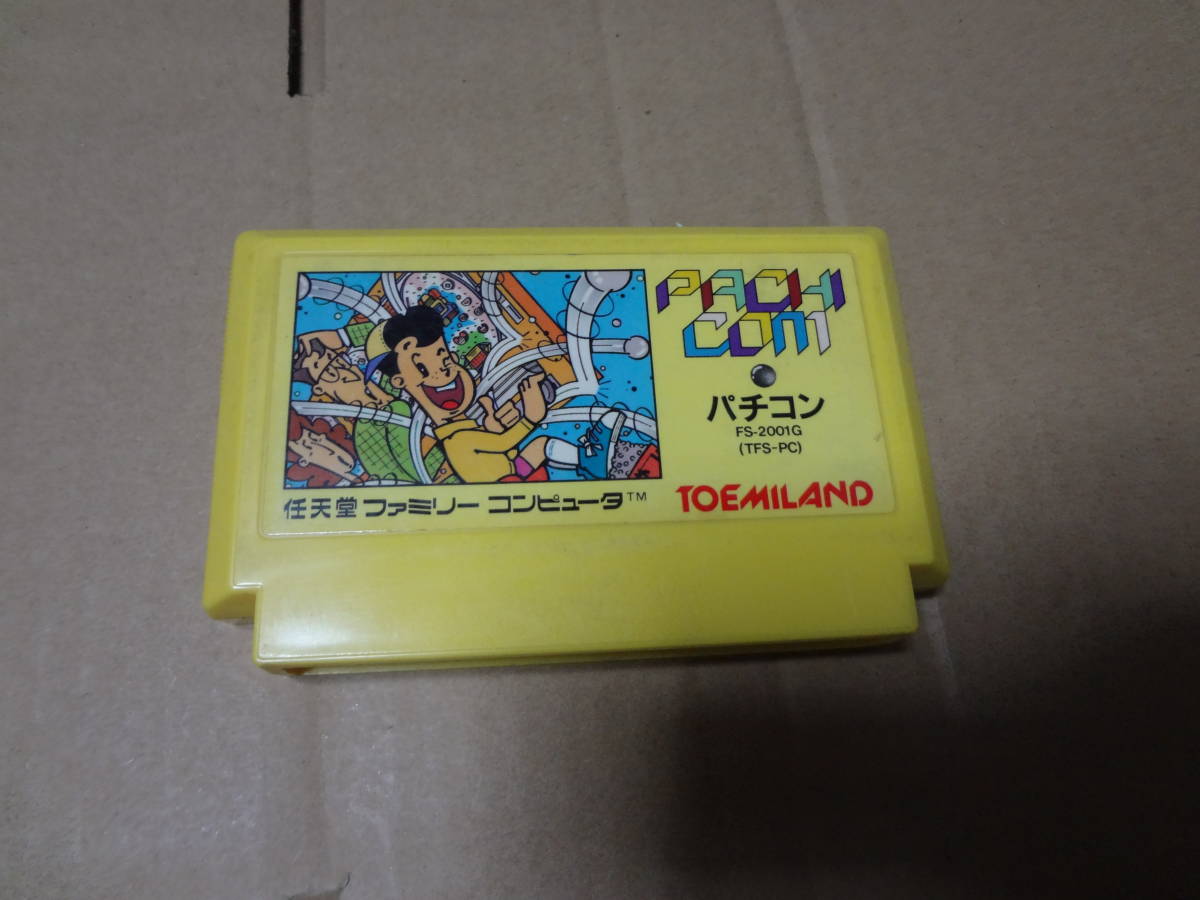 PACHI
COM
パチコン
FS-2001G
(TFS-PC)
任天堂 ファミリー コンピュータ™
TOEMILAND